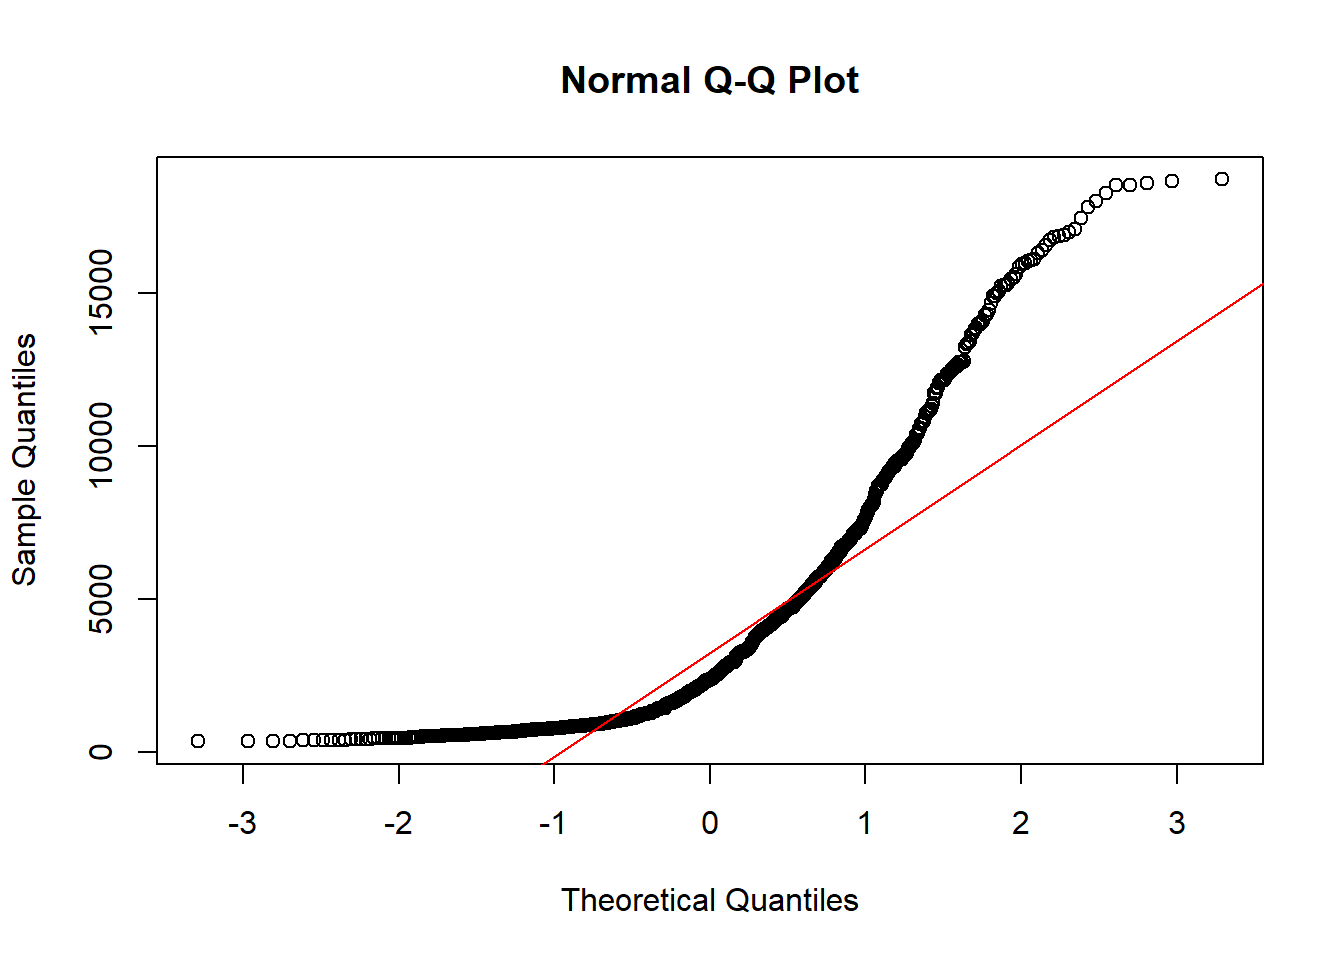 Normal Q-Q Plot
Sample Quantiles
15000
10000
5000
0
-3 -2 -1 0 1 2 3
Theoretical Quantiles